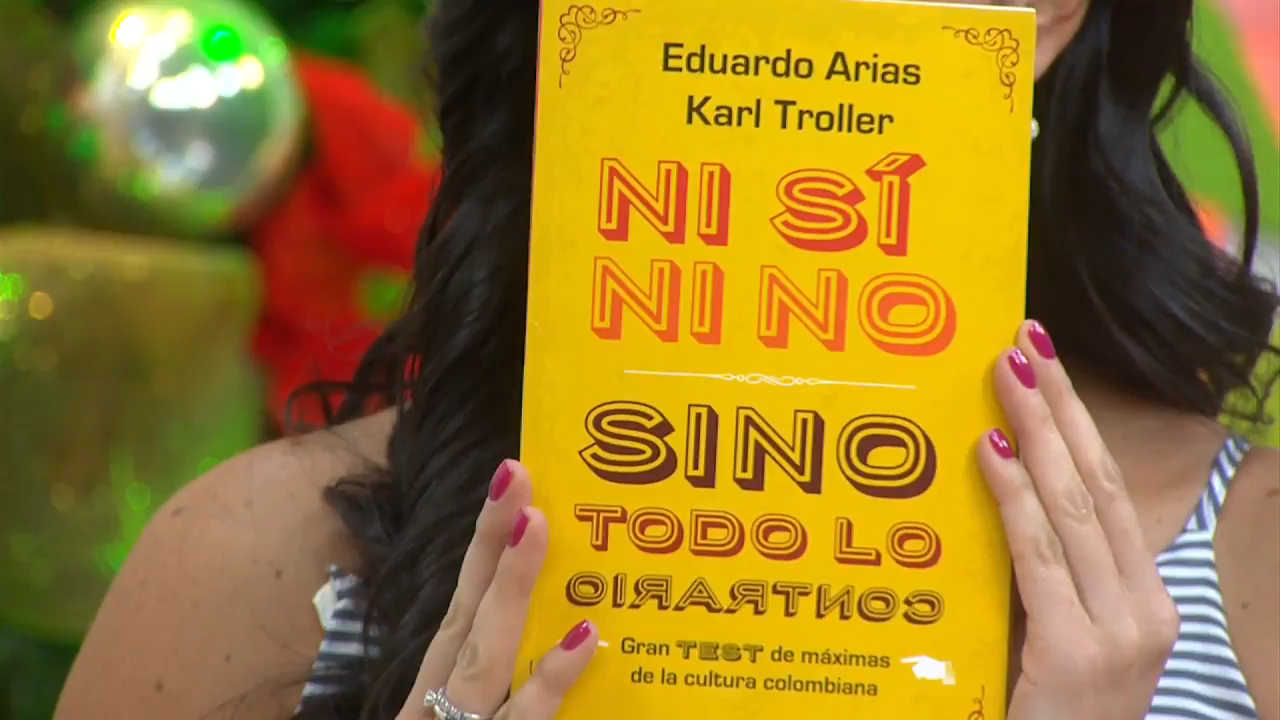 Eduardo Arias
Karl Troller
NI SÍ
NI NO
SINO
TODO LO
CONTRARIO
Gran TEST de máximas
de la cultura colombiana